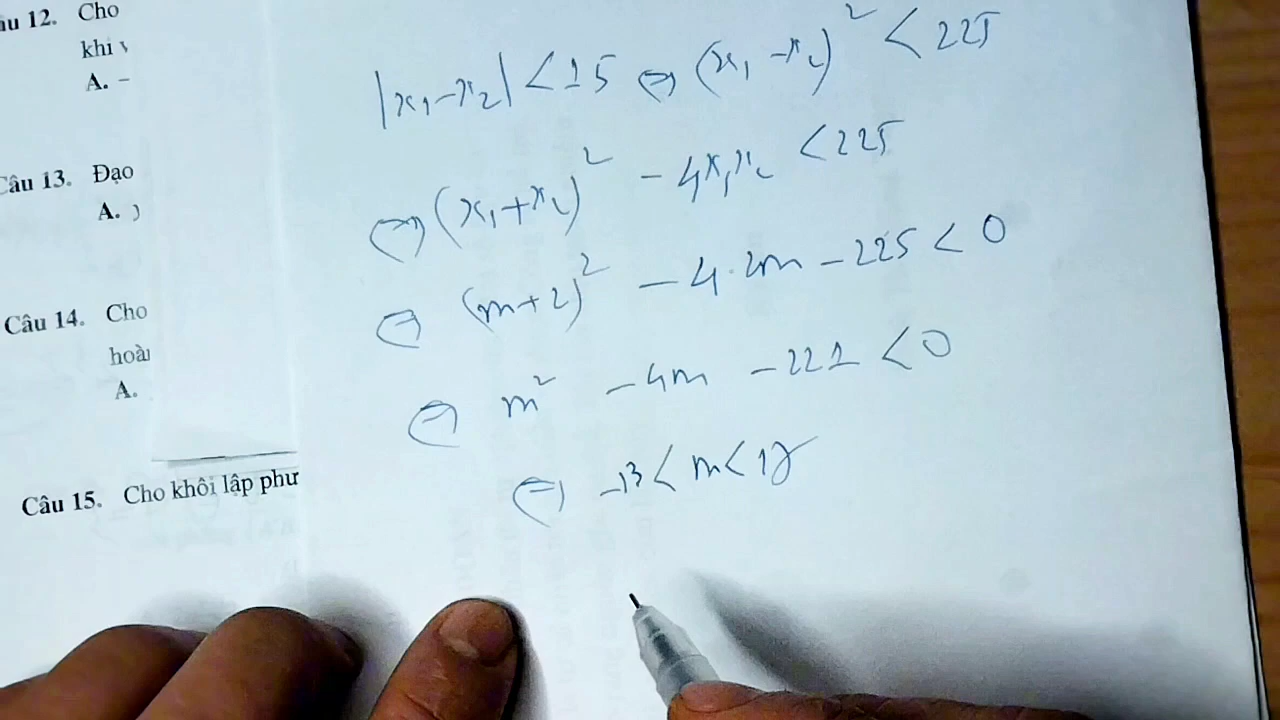 Câu 12. Cho
khi v
A. –
Câu 13. Đạo
A.
Câu 14. Cho
hoàn
A.
Câu 15. Cho khối lập phư
|x₁-x₂| < 15 ⇔ (x₁-x₂)² < 225
⇔ (x₁+x₂)² - 4x₁x₂ < 225
⇔ (m+2)² - 4.2m - 225 < 0
⇔ m² - 4m - 221 < 0
⇔ -13 < m < 17